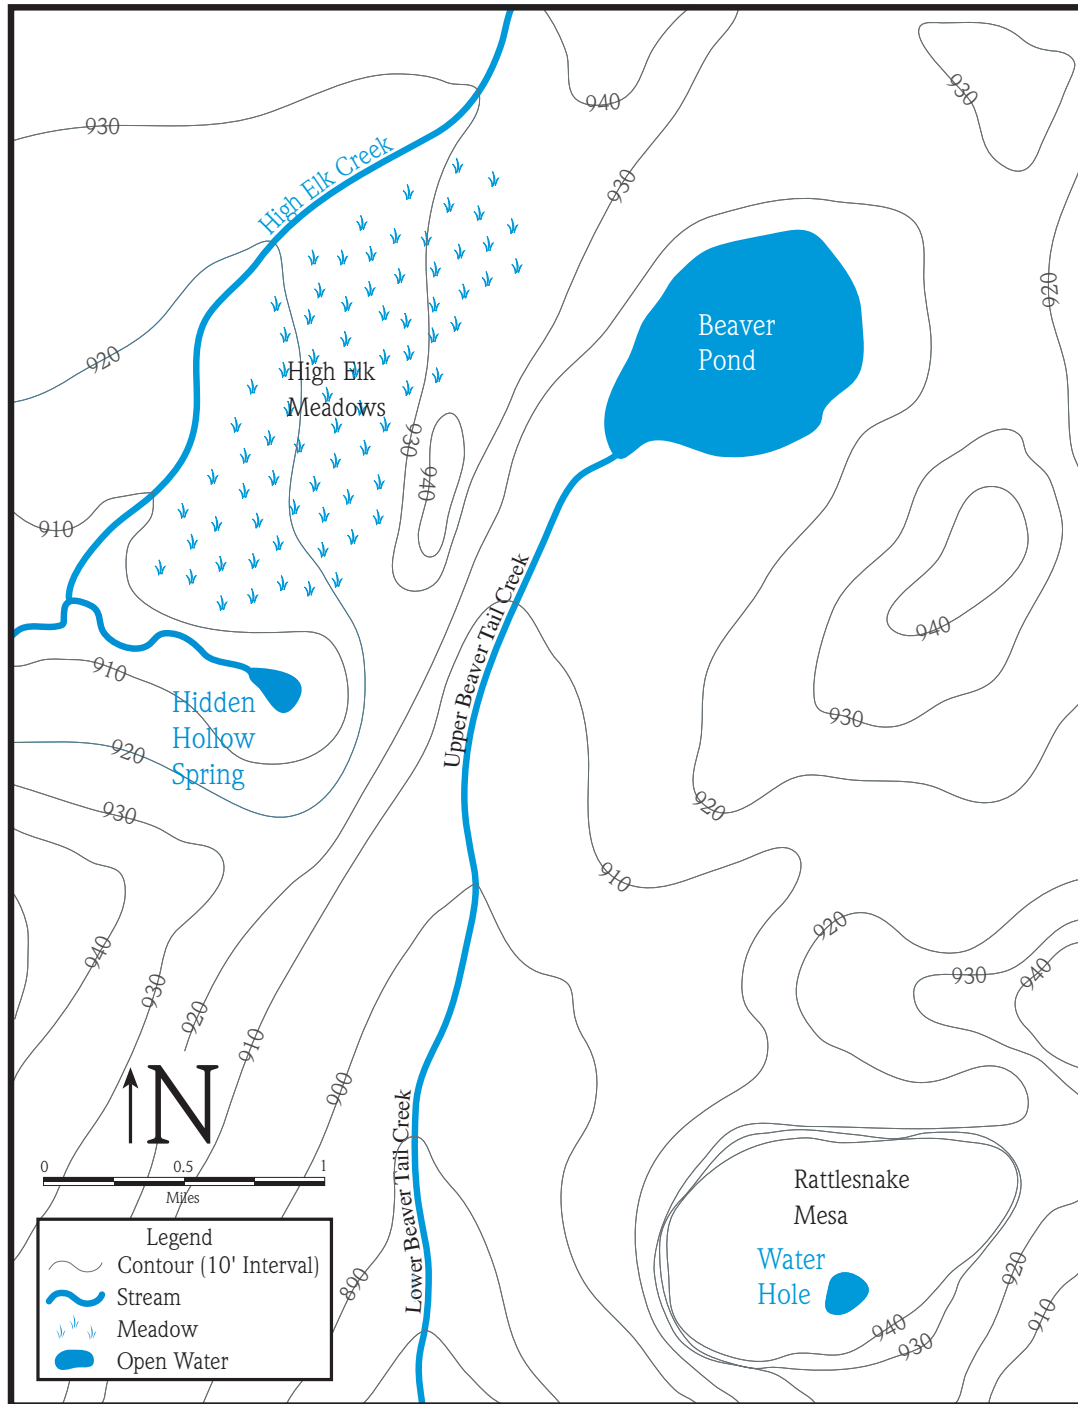 940
930
930
930
High Elk Creek
920
920
Beaver
Pond
High Elk
Meadows
930
940
910
940
Upper Beaver Tail Creek
910
930
Hidden
Hollow
Spring
920
930
920
910
920
940
930
940
930
920
910
900
N
0 0.5 1
Miles
Lower Beaver Tail Creek
890
Rattlesnake
Mesa
Water
Hole
940
930
920
910
Legend
Contour (10' Interval)
Stream
Meadow
Open Water